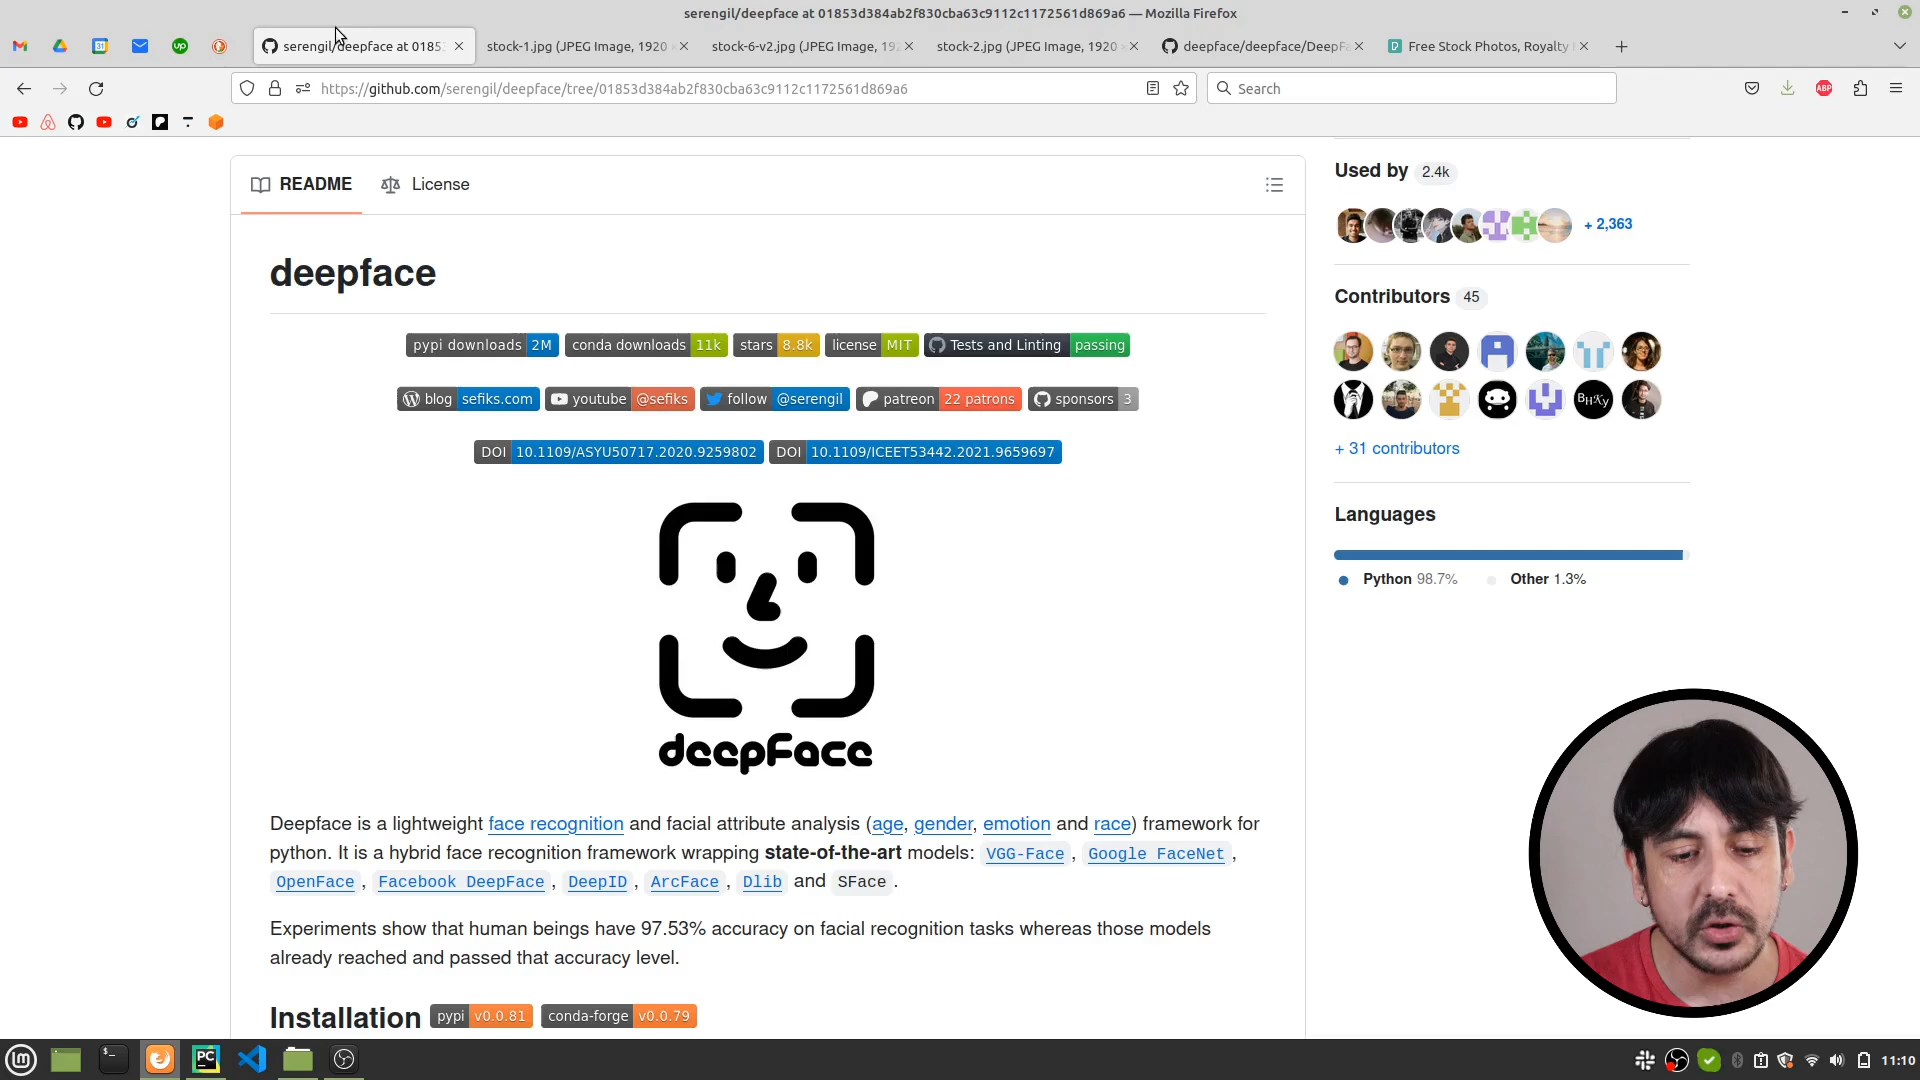 serengil/deepface at 01853d384ab2f830cba63c9112c1172561d869a6 — Mozilla Firefox
31
up
serengil/deepface at 0185
stock-1.jpg (JPEG Image, 1920
stock-6-v2.jpg (JPEG Image, 19
stock-2.jpg (JPEG Image, 1920
deepface/deepface/DeepF
Free Stock Photos, Royalty
https://github.com/serengil/deepface/tree/01853d384ab2f830cba63c9112c1172561d869a6
Search
ABP
README
License
Used by 2.4k
+ 2,363
deepface
Contributors 45
pypi downloads 2M
conda downloads 11k
stars 8.8k
license MIT
Tests and Linting passing
blog sefiks.com
youtube @sefiks
follow @serengil
patreon 22 patrons
sponsors 3
BHKy
+ 31 contributors
DOI 10.1109/ASYU50717.2020.9259802
DOI 10.1109/ICEET53442.2021.9659697
Languages
Python 98.7%
Other 1.3%
deepface
Deepface is a lightweight face recognition and facial attribute analysis (age, gender, emotion and race) framework for
python. It is a hybrid face recognition framework wrapping state-of-the-art models: VGG-Face, Google FaceNet,
OpenFace, Facebook DeepFace, DeepID, ArcFace, Dlib and SFace.
Experiments show that human beings have 97.53% accuracy on facial recognition tasks whereas those models
already reached and passed that accuracy level.
Installation
pypi v0.0.81
conda-forge v0.0.79
PC
11:10